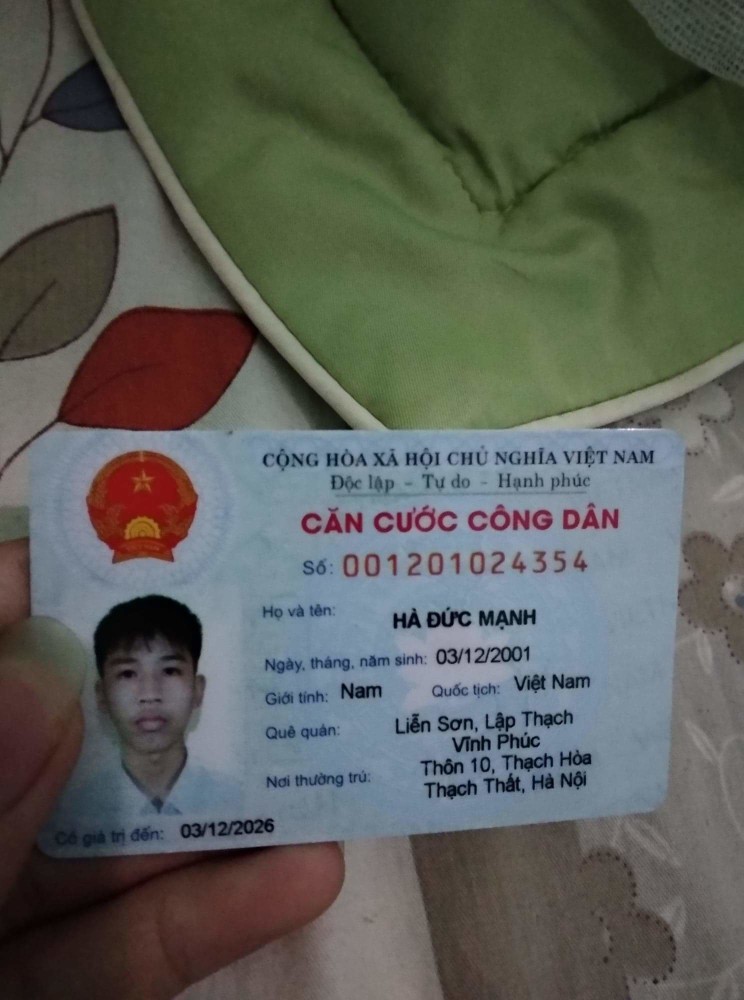 CỘNG HÒA XÃ HỘI CHỦ NGHĨA VIỆT NAM
Độc lập - Tự do - Hạnh phúc
CĂN CƯỚC CÔNG DÂN
Số: 001201024354
Họ và tên: HÀ ĐỨC MẠNH
Ngày, tháng, năm sinh: 03/12/2001
Giới tính: Nam Quốc tịch: Việt Nam
Quê quán: Liễn Sơn, Lập Thạch
Vĩnh Phúc
Nơi thường trú: Thôn 10, Thạch Hòa
Thạch Thất, Hà Nội
Có giá trị đến: 03/12/2026